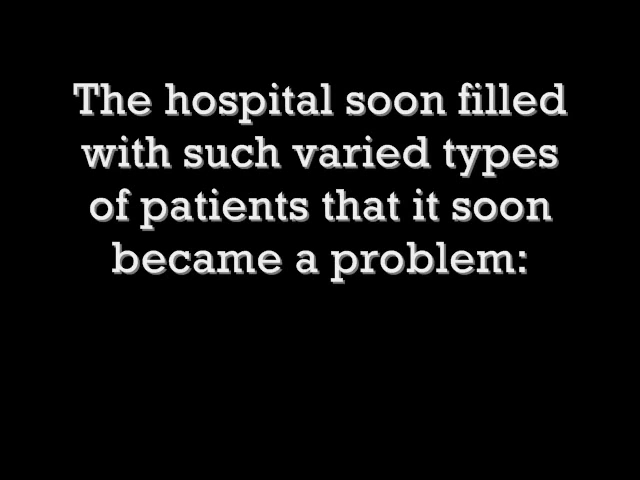 The hospital soon filled
with such varied types
of patients that it soon
became a problem: